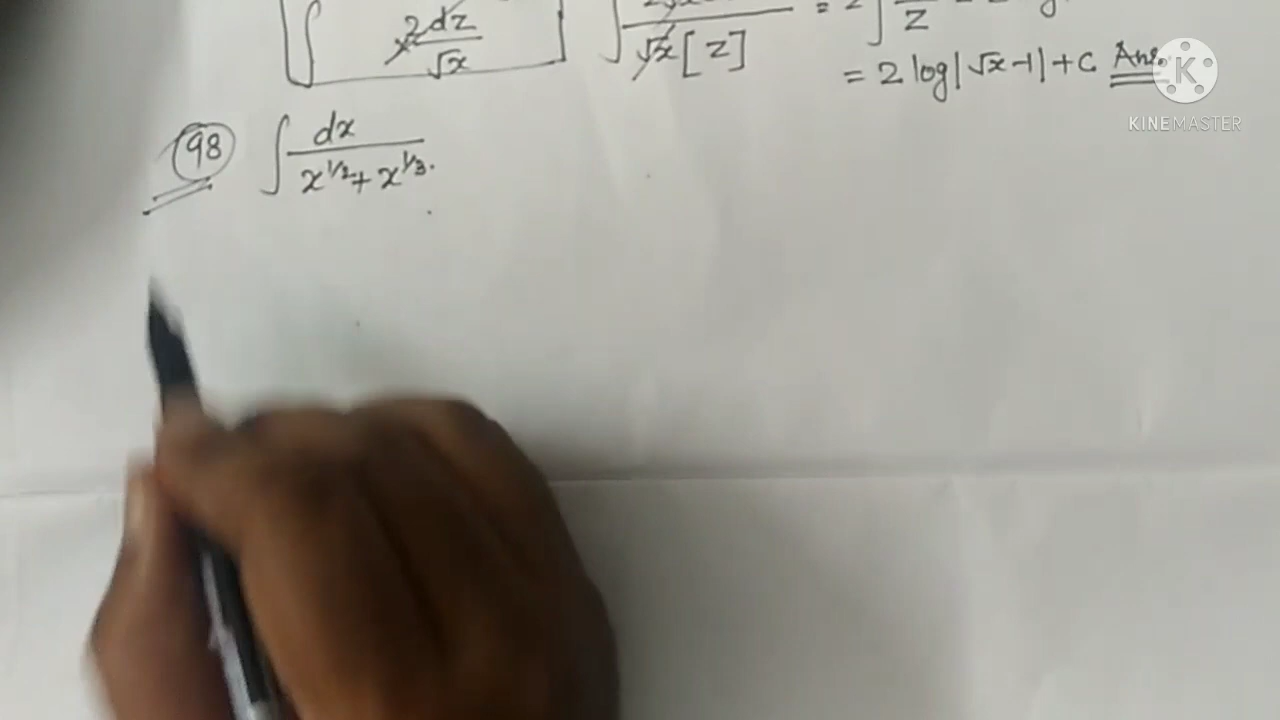 ∫ 2dz/√x
√x[z] = 2∫ /z
= 2 log|√x-1|+C Ans.
KINEMASTER
98 ∫ dx/(x^1/2 + x^1/3)